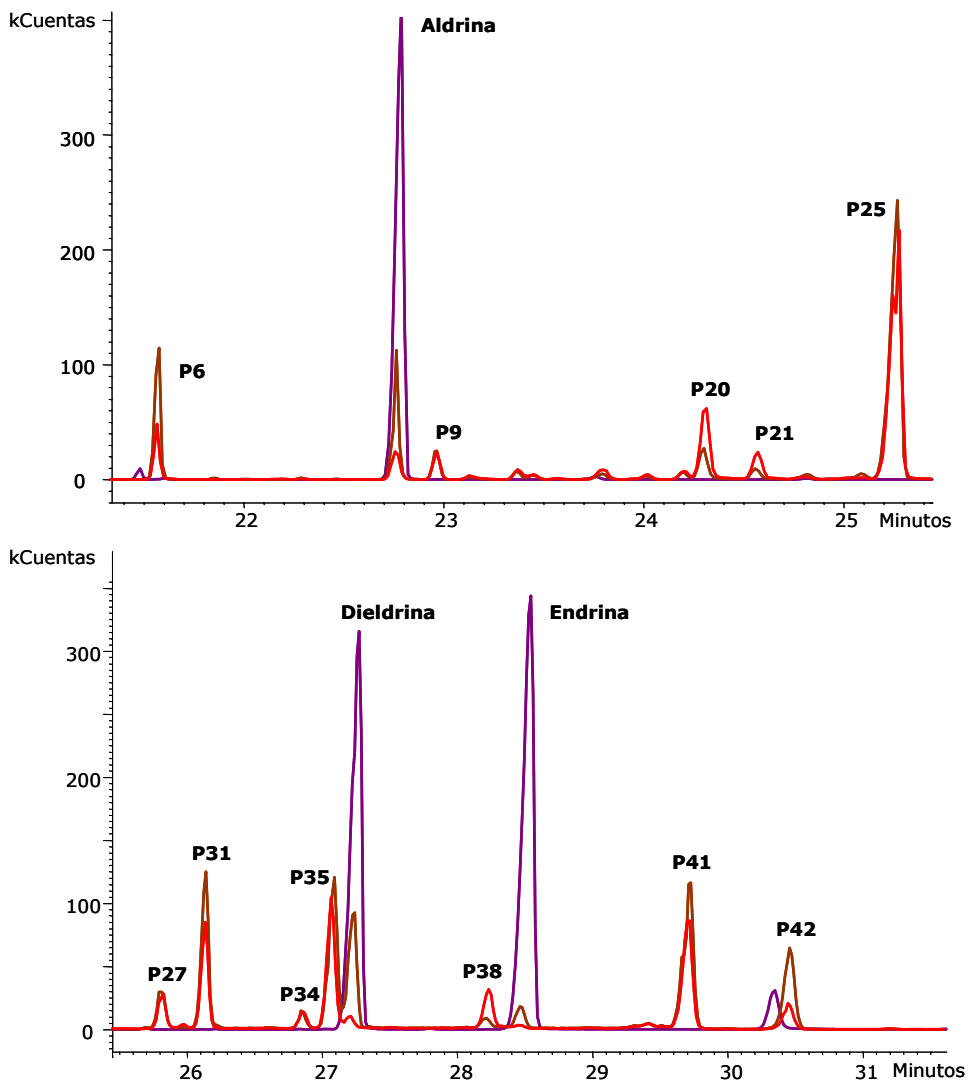 kCuentas
Aldrina
300
P25
200
100
P6
P20
P9
P21
0
22
23
24
25
Minutos
kCuentas
Dieldrina
Endrina
300
200
P31
P35
P41
100
P42
P27
P38
P34
0
26
27
28
29
30
31
Minutos